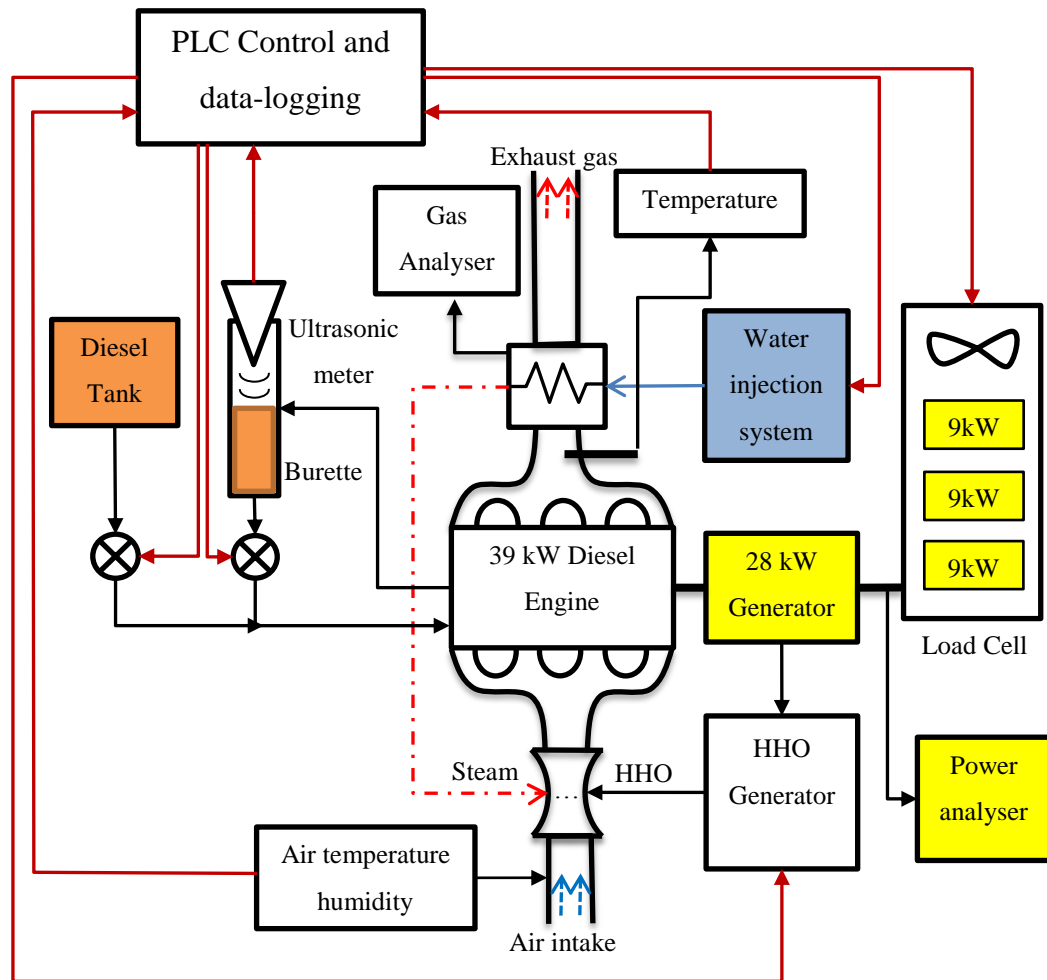 PLC Control and
data-logging
Exhaust gas
Gas
Analyser
Temperature
Diesel
Tank
Ultrasonic
meter
Burette
Water
injection
system
9kW
9kW
9kW
Load Cell
39 kW Diesel
Engine
28 kW
Generator
Steam
HHO
HHO
Generator
Power
analyser
Air temperature
humidity
Air intake
...